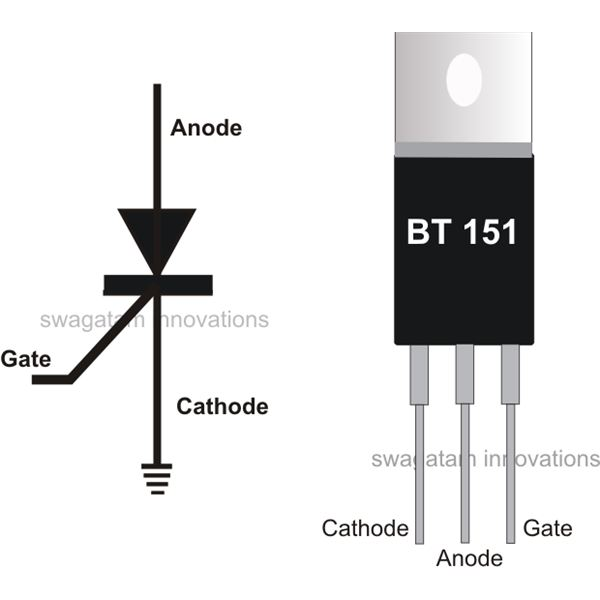 Anode
BT 151
swagatam innovations
Gate
Cathode
swagatam innovations
Cathode
Gate
Anode